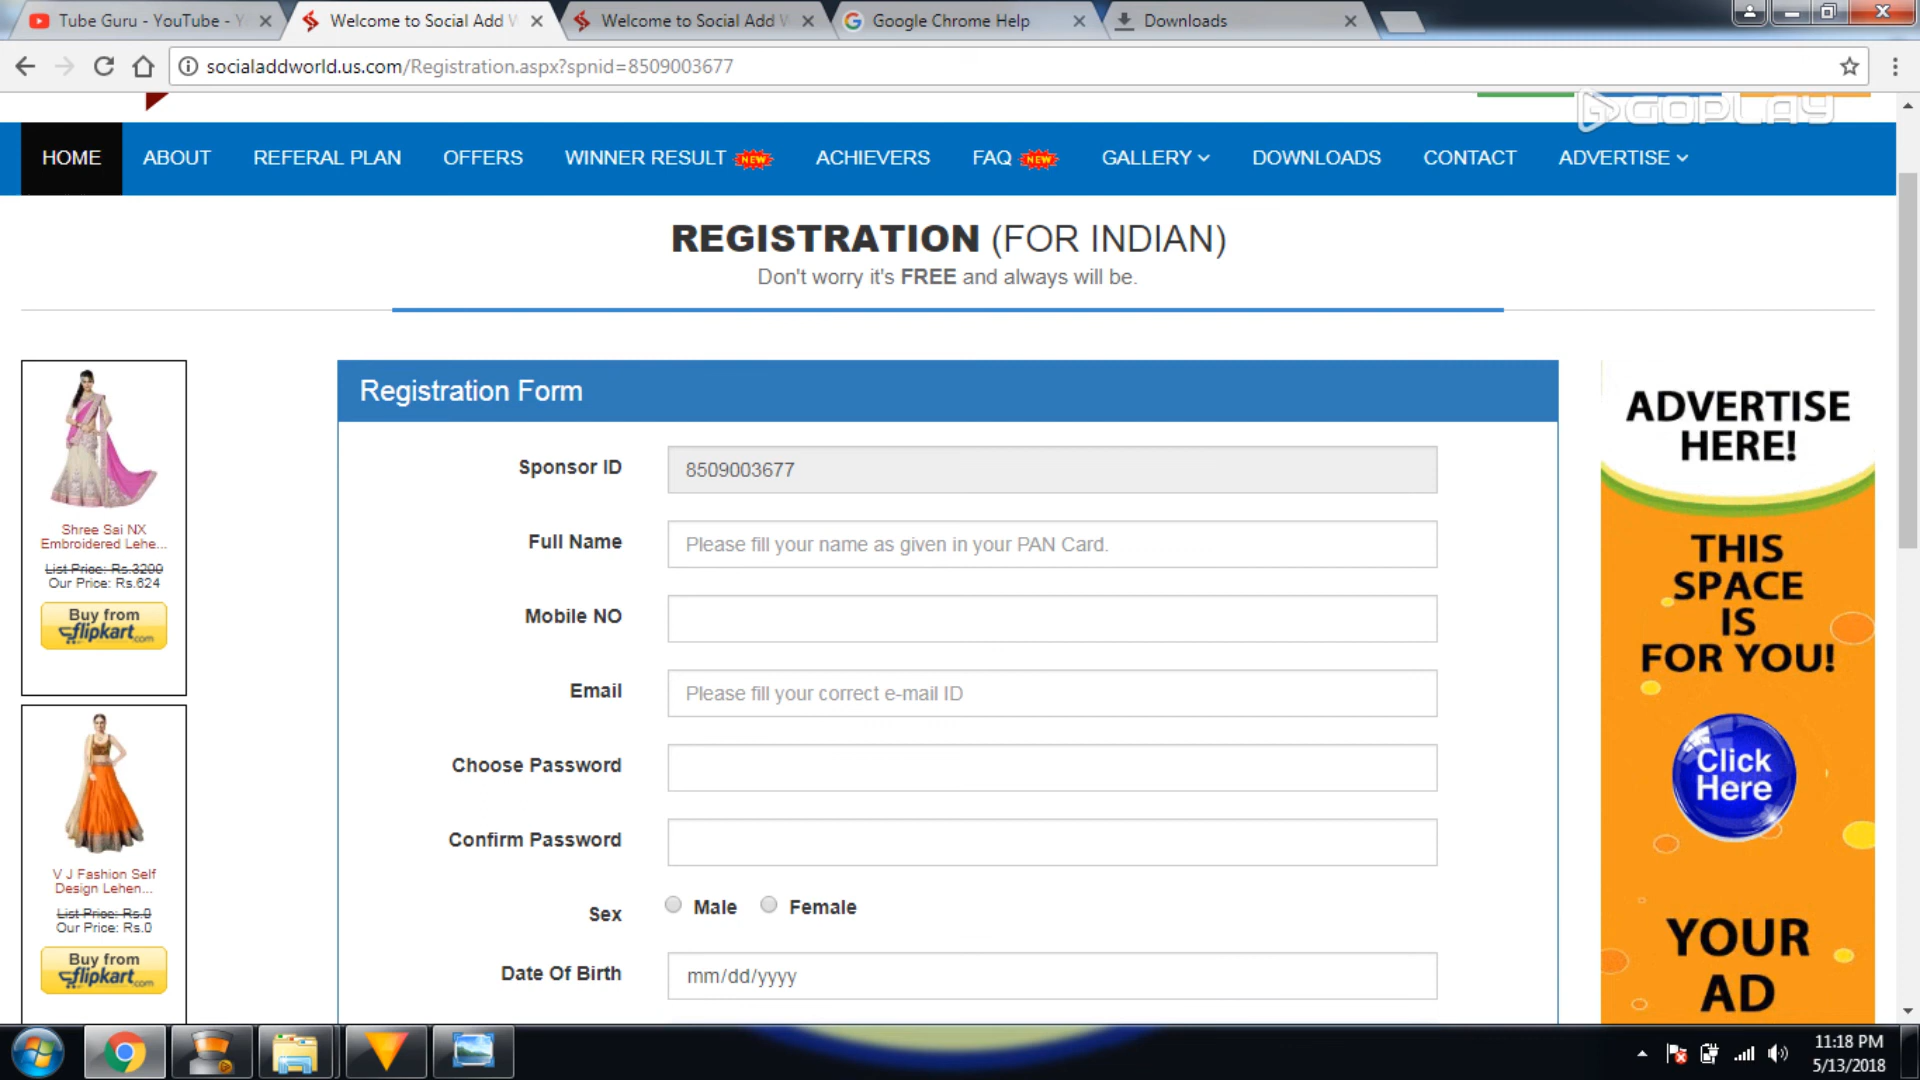 Tube Guru - YouTube - Y
Welcome to Social Add W
Welcome to Social Add W
Google Chrome Help
Downloads
socialaddworld.us.com/Registration.aspx?spnid=8509003677
GOPLAY
HOME ABOUT REFERAL PLAN OFFERS WINNER RESULT NEW ACHIEVERS FAQ NEW GALLERY DOWNLOADS CONTACT ADVERTISE
REGISTRATION (FOR INDIAN)
Don't worry it's FREE and always will be.
Shree Sai NX
Embroidered Lehe...
List Price: Rs.3200
Our Price: Rs.624
Buy from
flipkart.com
V J Fashion Self
Design Lehen...
List Price: Rs.0
Our Price: Rs.0
Buy from
flipkart.com
Registration Form
Sponsor ID 8509003677
Full Name Please fill your name as given in your PAN Card.
Mobile NO
Email Please fill your correct e-mail ID
Choose Password
Confirm Password
Sex Male Female
Date Of Birth mm/dd/yyyy
ADVERTISE
HERE!
THIS
SPACE
IS
FOR YOU!
Click
Here
YOUR
AD
11:18 PM
5/13/2018